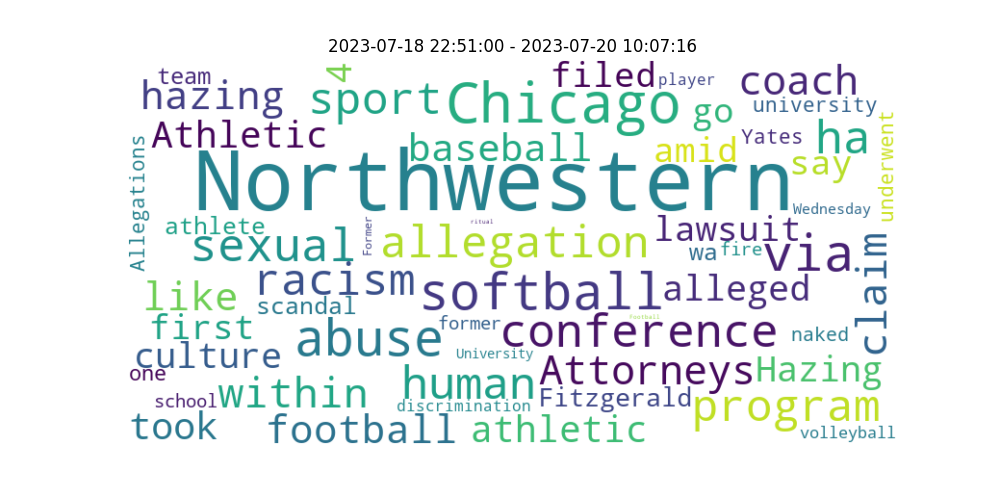 2023-07-18 22:51:00 - 2023-07-20 10:07:16
team
4
filed
player
coach
hazing
sport
Chicago
go
university
Athletic
baseball
amid
Yates
ha
say
underwent
Allegations
Northwestern
Wednesday
athlete
Former
ritual
lawsuit
sexual
allegation
wa
fire
via
claim
racism
softball
alleged
like
scandal
first
abuse
former
football
conference
naked
culture
University
one
human
Attorneys
Hazing
school
within
discrimination
Fitzgerald
program
took
football
athletic
volleyball